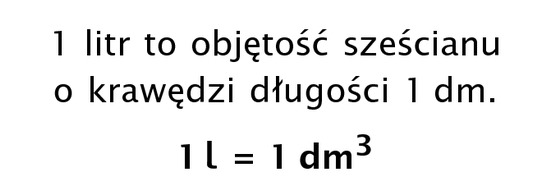 1 litr to objętość sześcianu
o krawędzi długości 1 dm.
1 l = 1 dm³